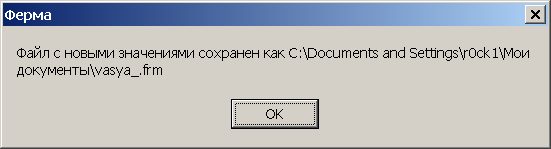 Ферма
Файл с новыми значениями сохранен как C:\Documents and Settings\r0ck1\Мои
документы\vasya_.frm
OK